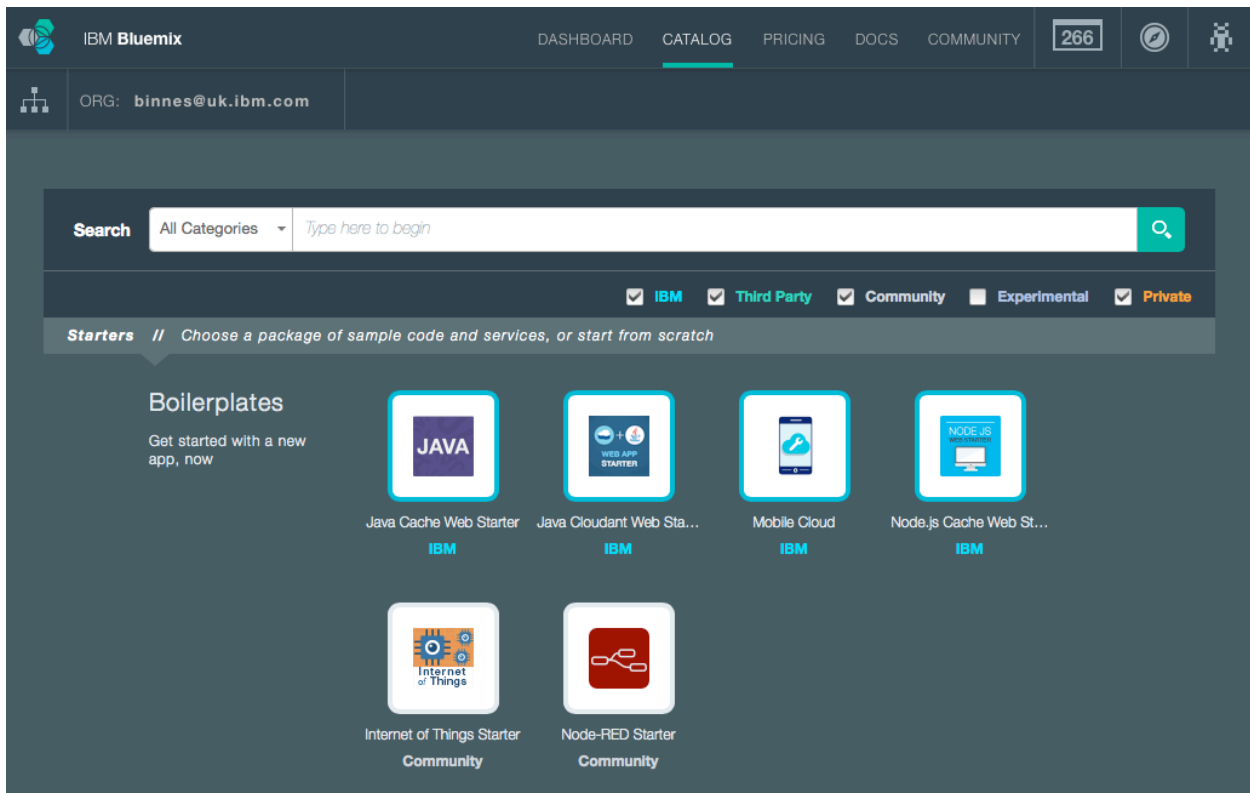 IBM Bluemix
DASHBOARD CATALOG PRICING DOCS COMMUNITY 266
ORG: binnes@uk.ibm.com
Search All Categories Type here to begin
IBM Third Party Community Experimental Private
Starters // Choose a package of sample code and services, or start from scratch
Boilerplates
Get started with a new
app, now
JAVA
Java Cache Web Starter
IBM
+
WEB APP
STARTER
Java Cloudant Web Sta...
IBM
Mobile Cloud
IBM
NODE JS
WEB STARTER
Node.js Cache Web St...
IBM
Internet
of Things
Internet of Things Starter
Community
Node-RED Starter
Community